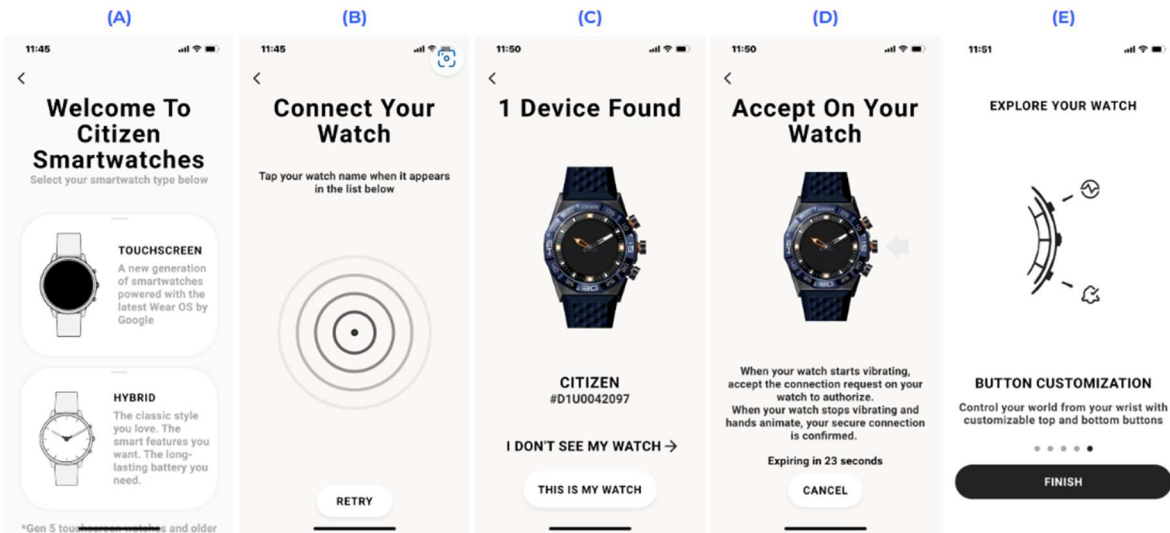 (A)
11:45
Welcome To
Citizen
Smartwatches
Select your smartwatch type below
TOUCHSCREEN
A new generation
of smartwatches
powered with the
latest Wear OS by
Google
HYBRID
The classic style
you love. The
smart features you
want. The long-
lasting battery you
need.
*Gen 5 touchscreen watches and older
(B)
11:45
Connect Your
Watch
Tap your watch name when it appears
in the list below
RETRY
(C)
11:50
1 Device Found
CITIZEN
#D1U0042097
I DON'T SEE MY WATCH →
THIS IS MY WATCH
(D)
11:50
Accept On Your
Watch
When your watch starts vibrating,
accept the connection request on your
watch to authorize.
When your watch stops vibrating and
hands animate, your secure connection
is confirmed.
Expiring in 23 seconds
CANCEL
(E)
11:51
EXPLORE YOUR WATCH
BUTTON CUSTOMIZATION
Control your world from your wrist with
customizable top and bottom buttons
FINISH